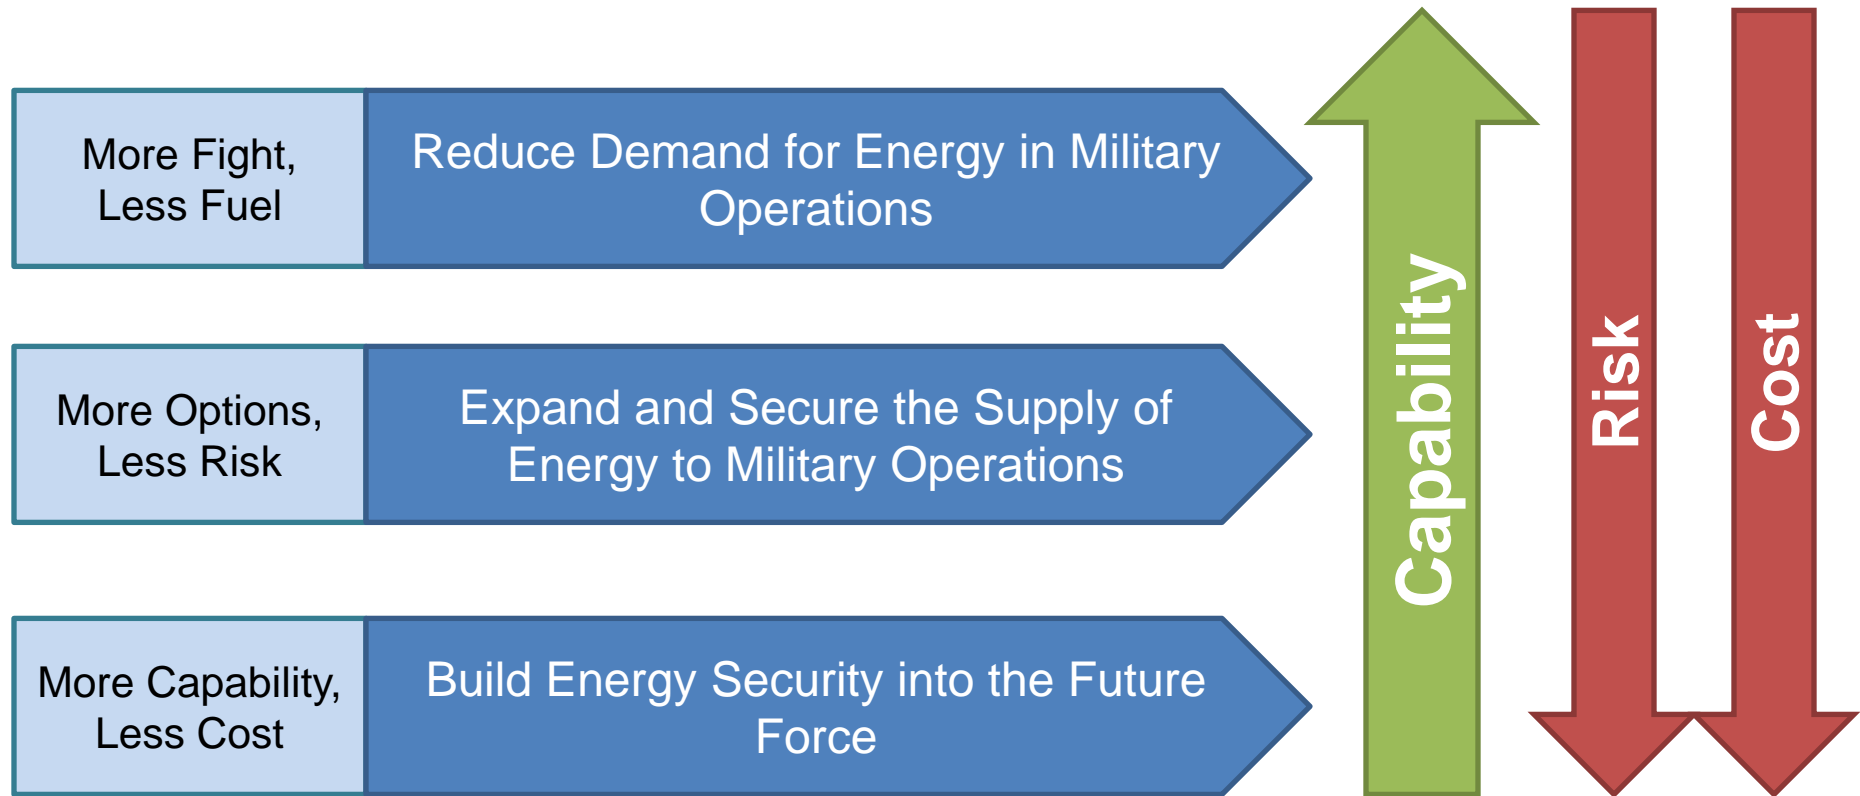 More Fight,
Less Fuel
Reduce Demand for Energy in Military
Operations
More Options,
Less Risk
Expand and Secure the Supply of
Energy to Military Operations
More Capability,
Less Cost
Build Energy Security into the Future
Force
Capability
Risk
Cost